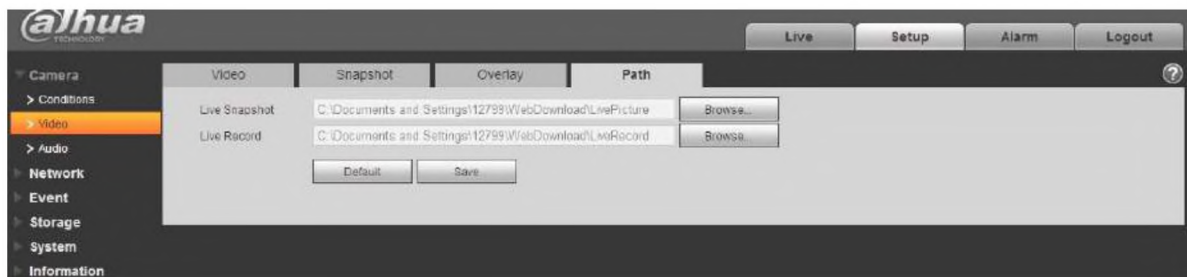 alhua
TECHNOLOGY
Live Setup Alarm Logout
Camera
> Conditions
> Video
> Audio
Network
Event
Storage
System
Information
Video Snapshot Overlay Path
?
Live Snapshot C:\Documents and Settings\12799\WebDownload\LivePicture Browse...
Live Record C:\Documents and Settings\12799\WebDownload\LiveRecord Browse...
Default Save